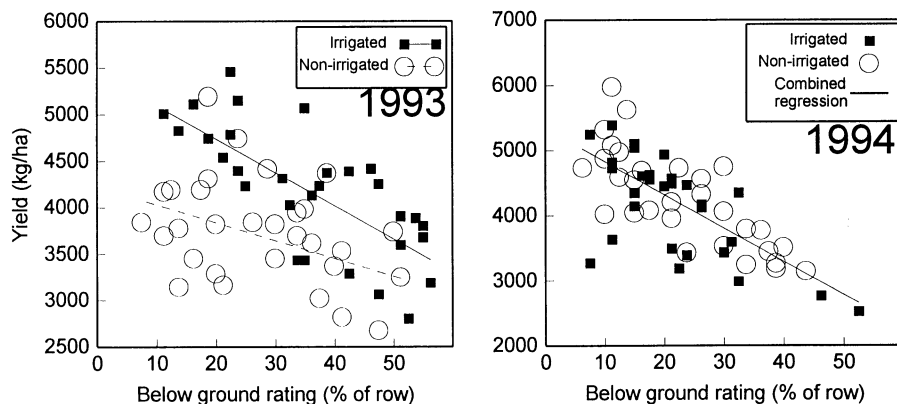 6000
5500
5000
4500
4000
3500
3000
2500
Yield (kg/ha)
Irrigated
Non-irrigated
1993
0 10 20 30 40 50
Below ground rating (% of row)
7000
6000
5000
4000
3000
2000
Irrigated
Non-irrigated
Combined
regression
1994
0 10 20 30 40 50 60
Below ground rating (% of row)